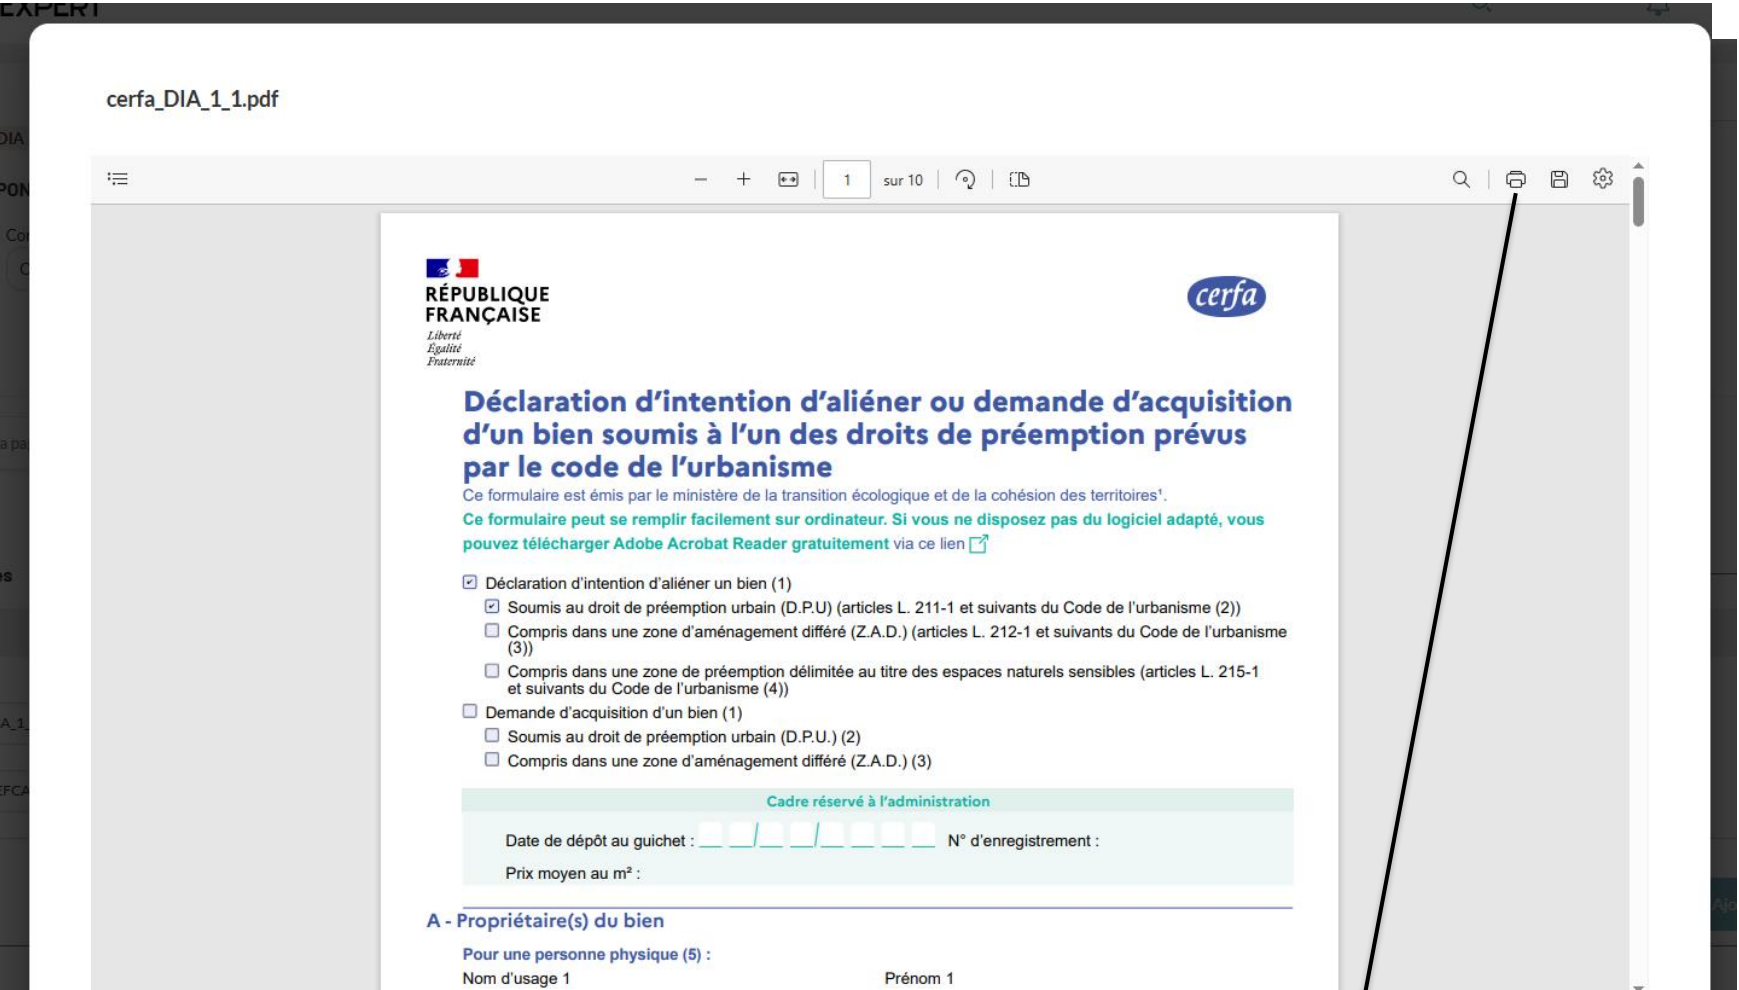 EXPERT
cerfa_DIA_1_1.pdf
DIA
1 sur 10
RÉPUBLIQUE
FRANÇAISE
Liberté
Égalité
Fraternité
cerfa
Déclaration d’intention d’aliéner ou demande d’acquisition
d’un bien soumis à l’un des droits de préemption prévus
par le code de l’urbanisme
Ce formulaire est émis par le ministère de la transition écologique et de la cohésion des territoires¹.
Ce formulaire peut se remplir facilement sur ordinateur. Si vous ne disposez pas du logiciel adapté, vous
pouvez télécharger Adobe Acrobat Reader gratuitement via ce lien
Déclaration d’intention d’aliéner un bien (1)
Soumis au droit de préemption urbain (D.P.U) (articles L. 211-1 et suivants du Code de l’urbanisme (2))
Compris dans une zone d’aménagement différé (Z.A.D.) (articles L. 212-1 et suivants du Code de l’urbanisme
(3))
Compris dans une zone de préemption délimitée au titre des espaces naturels sensibles (articles L. 215-1
et suivants du Code de l’urbanisme (4))
Demande d’acquisition d’un bien (1)
Soumis au droit de préemption urbain (D.P.U.) (2)
Compris dans une zone d’aménagement différé (Z.A.D.) (3)
Cadre réservé à l’administration
Date de dépôt au guichet : __ __/__ __/__ __ __ __ N° d’enregistrement :
Prix moyen au m² :
A - Propriétaire(s) du bien
Pour une personne physique (5) :
Nom d’usage 1 Prénom 1